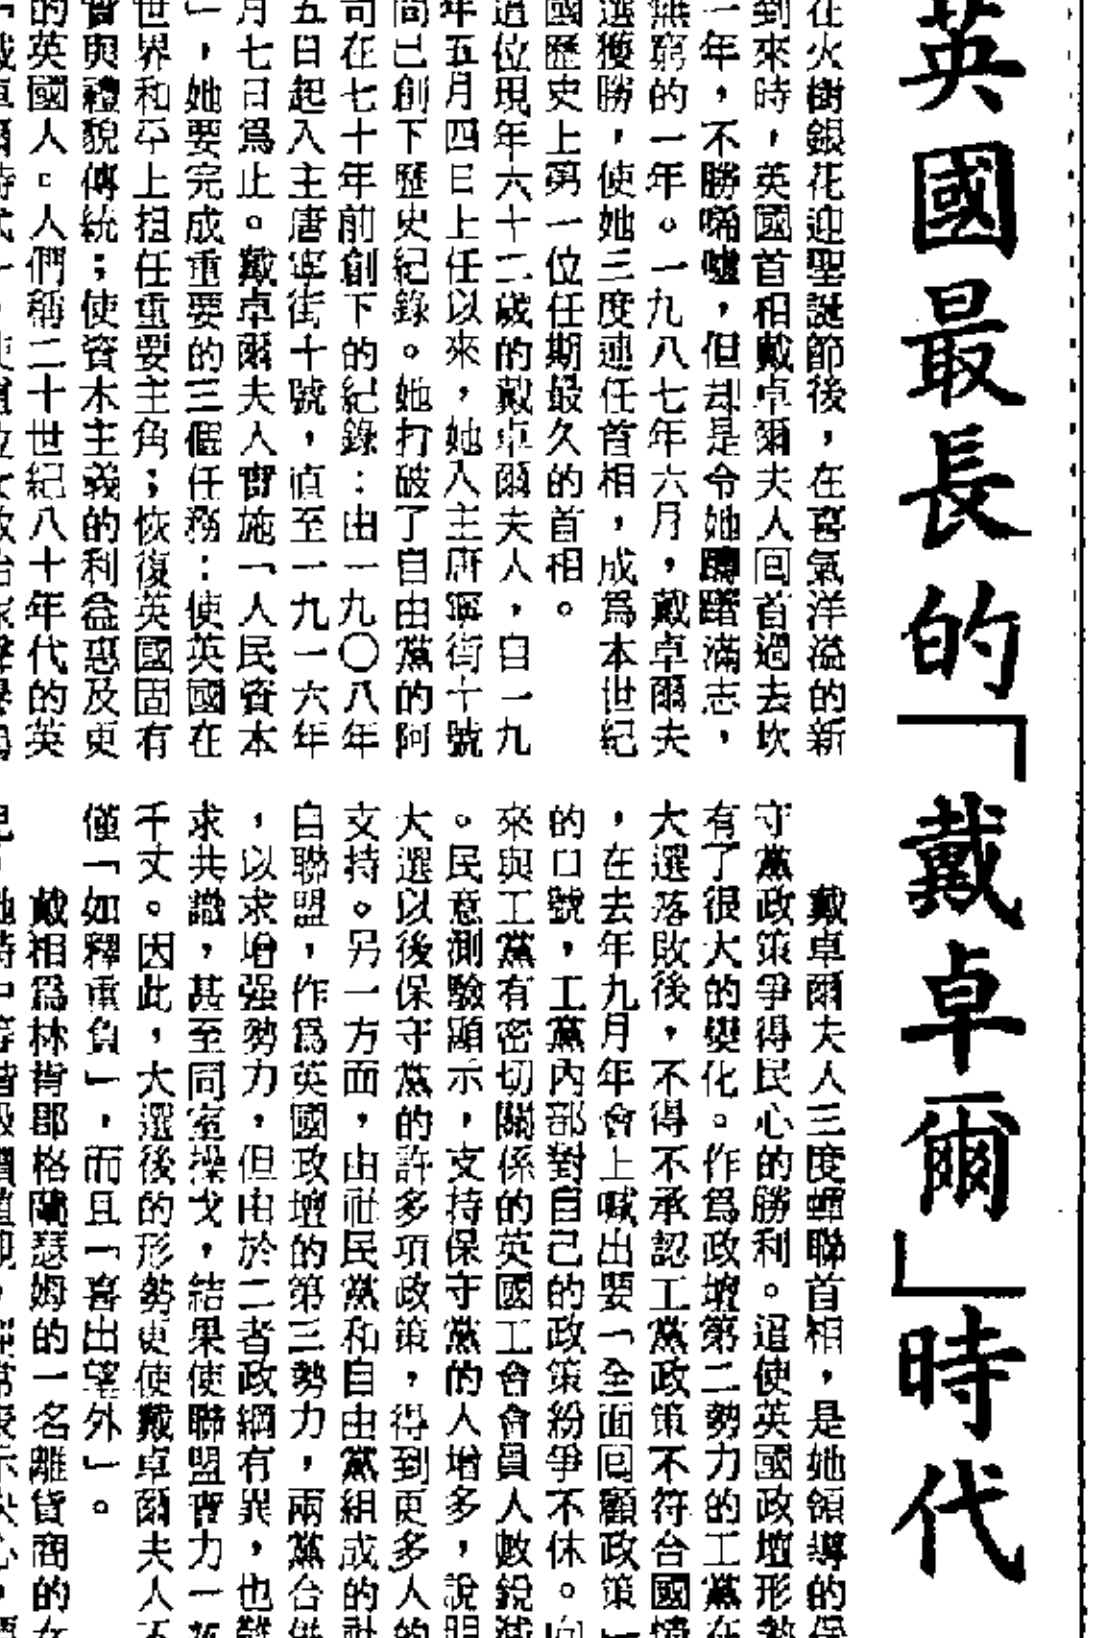 英國最長的「戴卓爾」時代
在火樹銀花迎聖誕節後，在喜氣洋溢的新
到來時，英國首相戴卓爾夫人回首過去坎
一年，不勝唏噓，但却是令她躊躇滿志，
無窮的一年。一九八七年六月，戴卓爾夫
選獲勝，使她三度連任首相，成爲本世紀
國歷史上第一位任期最久的首相。
這位現年六十二歲的戴卓爾夫人，自一九
年五月四日上任以來，她入主唐寧街十號
間已創下歷史紀錄。她打破了自由黨的阿
司在七十年前創下的紀錄：由一九〇八年
五日起入主唐寧街十號，直至一九一六年
月七日爲止。戴卓爾夫人實施「人民資本
」，她要完成重要的三個任務：使英國在
世界和平上担任重要主角；恢復英國固有
實與禮貌傳統；使資本主義的利益惠及更
的英國人。人們稱二十世紀八十年代的英
戴卓爾夫人三度蟬聯首相，是她領導的保
守黨政策爭得民心的勝利。這使英國政壇形勢
有了很大的變化。作爲政壇第二勢力的工黨在
大選落敗後，不得不承認工黨政策不符合國情
，在去年九月年會上喊出要「全面回顧政策」
的口號，工黨內部對自己的政策紛爭不休。向
來與工黨有密切關係的英國工會會員人數銳減
。民意測驗顯示，支持保守黨的人增多，說明
大選以後保守黨的許多項政策，得到更多人的
支持。另一方面，由社民黨和自由黨組成的社
自聯盟，作爲英國政壇的第三勢力，兩黨合併
，以求增强勢力，但由於二者政綱有異，也難
求共識，甚至同室操戈，結果使聯盟實力一落
千丈。因此，大選後的形勢更使戴卓爾夫人不
僅「如釋重負」，而且「喜出望外」。
戴相爲林肯郡格蘭瑟姆的一名雜貨商的女